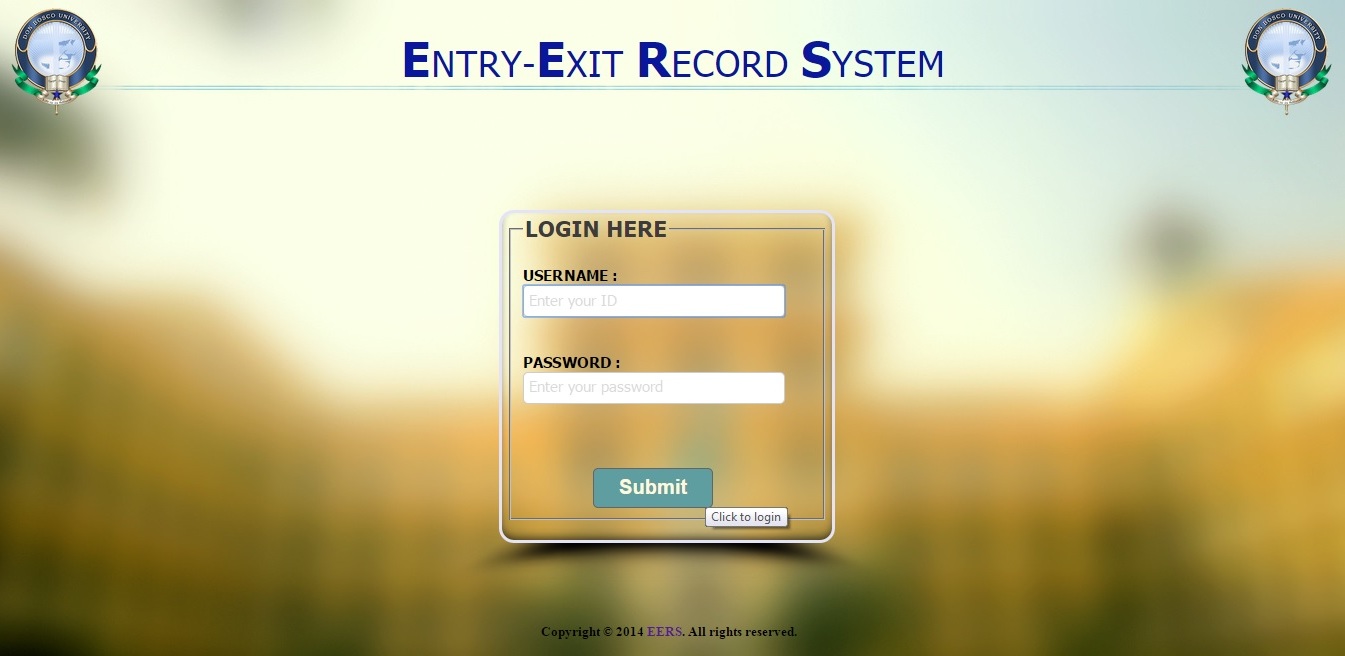 DON BOSCO UNIVERSITY
DON BOSCO UNIVERSITY
ENTRY-EXIT RECORD SYSTEM
LOGIN HERE
USERNAME :
Enter your ID
PASSWORD :
Enter your password
Submit
Click to login
Copyright © 2014 EERS. All rights reserved.